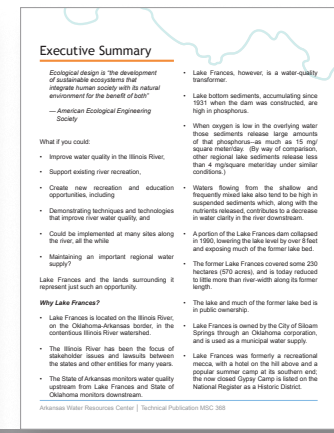 Executive Summary
Ecological design is "the development
of sustainable ecosystems that
integrate human society with its natural
environment for the benefit of both"
— American Ecological Engineering
Society
What if you could:
• Improve water quality in the Illinois River,
• Support existing river recreation,
• Create new recreation and education
opportunities, including
• Demonstrating techniques and technologies
that improve river water quality, and
• Could be implemented at many sites along
the river, all the while
• Maintaining an important regional water
supply?
Lake Frances and the lands surrounding it
represent just such an opportunity.
Why Lake Frances?
• Lake Frances is located on the Illinois River,
on the Oklahoma-Arkansas border, in the
contentious Illinois River watershed.
• The Illinois River has been the focus of
stakeholder issues and lawsuits between
the states and other entities for many years.
• The State of Arkansas monitors water quality
upstream from Lake Frances and State of
Oklahoma monitors downstream.
• Lake Frances, however, is a water-quality
transformer.
• Lake bottom sediments, accumulating since
1931 when the dam was constructed, are
high in phosphorus.
• When oxygen is low in the overlying water
those sediments release large amounts
of that phosphorus--as much as 15 mg/
square meter/day. (By way of comparison,
other regional lake sediments release less
than 4 mg/square meter/day under similar
conditions.)
• Waters flowing from the shallow and
frequently mixed lake also tend to be high in
suspended sediments which, along with the
nutrients released, contributes to a decrease
in water clarity in the river downstream.
• A portion of the Lake Frances dam collapsed
in 1990, lowering the lake level by over 8 feet
and exposing much of the former lake bed.
• The former Lake Frances covered some 230
hectares (570 acres), and is today reduced
to little more than river-width along its former
length.
• The lake and much of the former lake bed is
in public ownership.
• Lake Frances is owned by the City of Siloam
Springs through an Oklahoma corporation,
and is used as a municipal water supply.
• Lake Frances was formerly a recreational
mecca, with a hotel on the hill above and a
popular summer camp at its southern end;
the now closed Gypsy Camp is listed on the
National Register as a Historic District.
Arkansas Water Resources Center | Technical Publication MSC 368